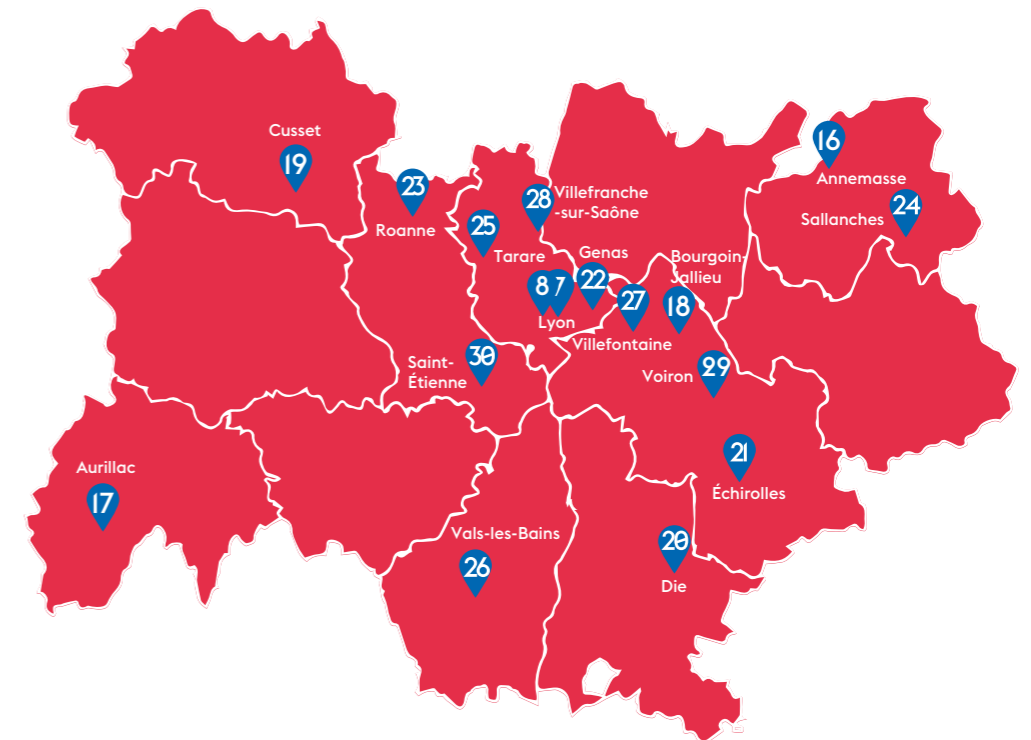 Cusset
19
23
Roanne
25
Tarare
28
Villefranche
-sur-Saône
16
Annemasse
24
Sallanches
Genas
22
Bourgoin-
Jallieu
8
7
Lyon
27
18
Villefontaine
30
Saint-
Étienne
Voiron
29
21
Échirolles
Aurillac
17
Vals-les-Bains
26
20
Die